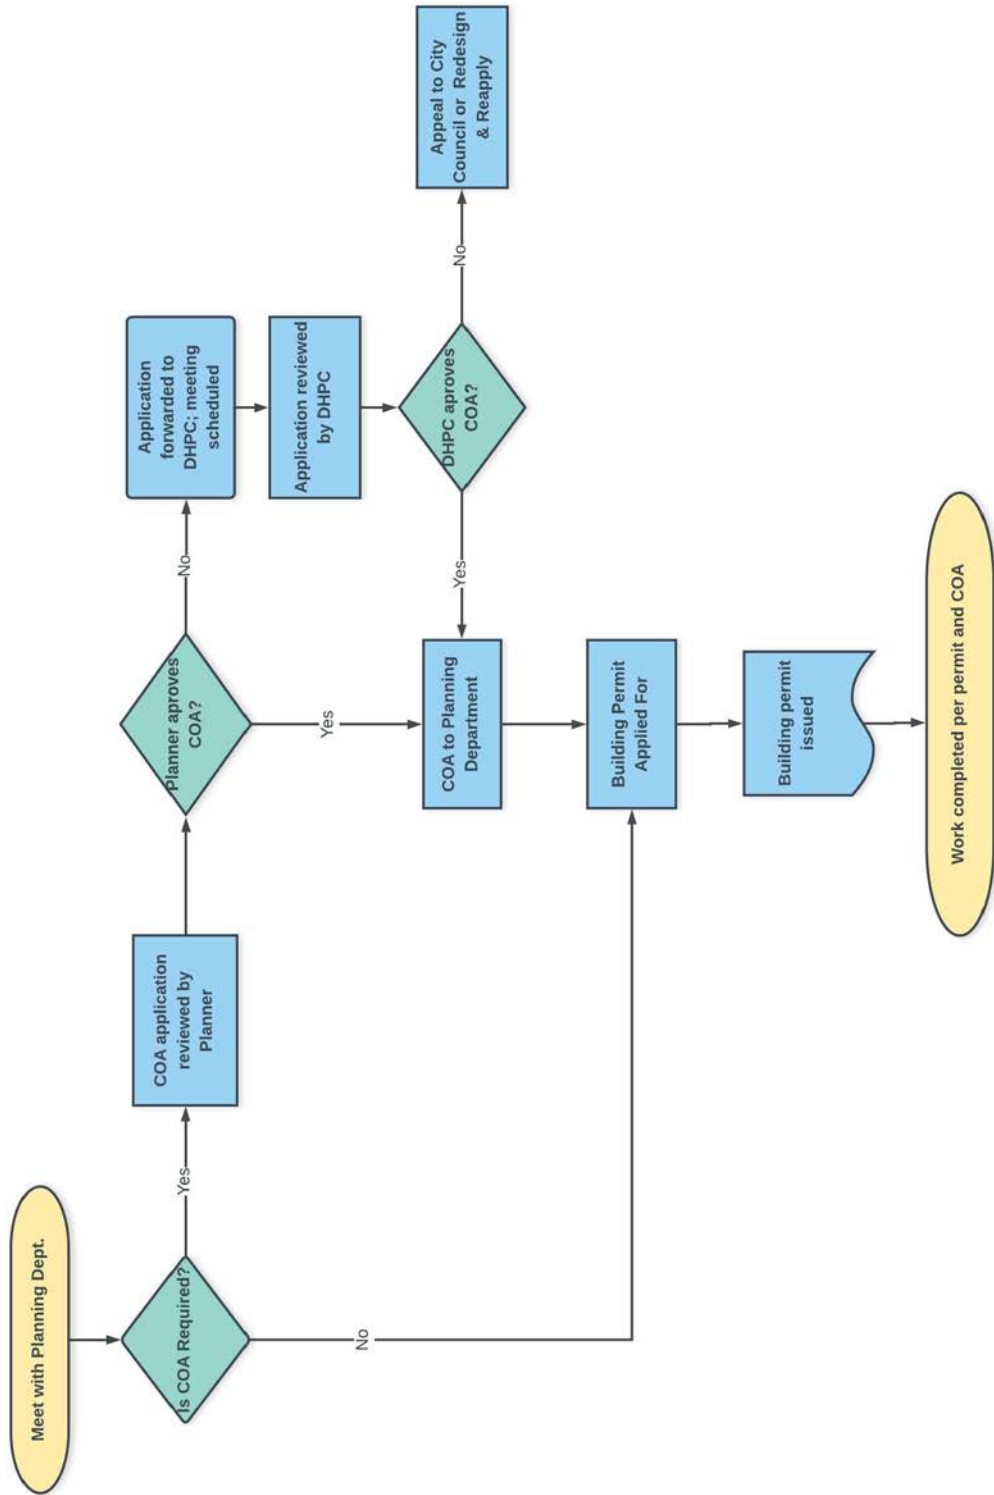 Meet with Planning Dept.
Is COA Required?
Yes
COA application
reviewed by
Planner
Planner aproves
COA?
No
Application
forwarded to
DHPC; meeting
scheduled
Application reviewed
by DHPC
DHPC aproves
COA?
No
Appeal to City
Council or Redesign
& Reapply
Yes
Yes
COA to Planning
Department
No
Building Permit
Applied For
Building permit
issued
Work completed per permit and COA